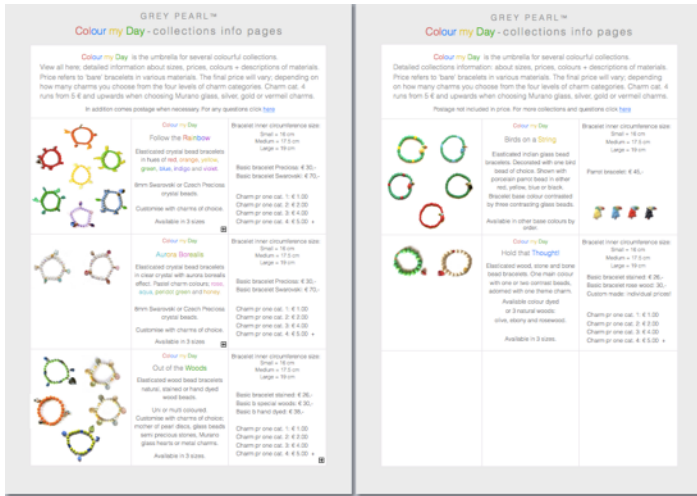 GREY PEARL™
Colour my Day - collections info pages
Colour my Day is the umbrella for several colourful collections.
View all here; detailed information about sizes, prices, colours + descriptions of materials.
Price refers to 'bare' bracelets in various materials. The final price will vary; depending on
how many charms you choose from the four levels of charm categories. Charm cat. 4
runs from 5 € and upwards when choosing Murano glass, silver, gold or vermeil charms.
In addition comes postage when necessary. For any questions click here
Colour my Day
Follow the Rainbow
Elasticated crystal bead bracelets
in hues of red, orange, yellow,
green, blue, indigo and violet.
8mm Swarovski or Czech Preciosa
crystal beads.
Customise with charms of choice.
Available in 3 sizes
Bracelet inner circumference size:
Small = 16 cm
Medium = 17.5 cm
Large = 19 cm
Basic bracelet Preciosa: € 30,-
Basic bracelet Swarovski: € 70,-
Charm pr one cat. 1: € 1.00
Charm pr one cat. 2: € 2.00
Charm pr one cat. 3: € 4.00
Charm pr one cat. 4: € 5.00 +
Colour my Day
Aurora Borealis
Elasticated crystal bead bracelets
in clear crystal with aurora borealis
effect. Pastel charm colours; rose,
aqua, peridot green and honey
8mm Swarovski or Czech Preciosa
crystal beads.
Customise with charms of choice.
Available in 3 sizes.
Bracelet inner circumference size:
Small = 16 cm
Medium = 17.5 cm
Large = 19 cm
Basic bracelet Preciosa: € 30,-
Basic bracelet Swarovski: € 70,-
Charm pr one cat. 1: € 1.00
Charm pr one cat. 2: € 2.00
Charm pr one cat. 3: € 4.00
Charm pr one cat. 4: € 5.00 +
Colour my Day
Out of the Woods
Elasticated wood bead bracelets
natural, stained or hand dyed
wood beads.
Uni or multi coloured.
Customise with charms of choice;
mother of pearl discs, glass beads
semi precious stones, Murano
glass hearts or metal charms.
Available in 3 sizes.
Bracelet inner circumference size:
Small = 16 cm
Medium = 17.5 cm
Large = 19 cm
Basic bracelet stained: € 26,-
Basic b special woods: € 30,-
Basic b hand dyed: € 36,-
Charm pr one cat. 1: € 1.00
Charm pr one cat. 2: € 2.00
Charm pr one cat. 3: € 4.00
Charm pr one cat. 4: € 5.00 +
GREY PEARL™
Colour my Day - collections info pages
Colour my Day is the umbrella for several colourful collections.
Detailed collections information about sizes, prices, colours + descriptions of materials.
Price refers to 'bare' bracelets in various materials. The final price will vary; depending on
how many charms you choose from the four levels of charm categories. Charm cat. 4
runs from 5 € and upwards when choosing Murano glass, silver, gold or vermeil charms.
Postage not included in price. For more collections and questions click here
Colour my Day
Birds on a String
Elasticated Indian glass bead
bracelets. Decorated with one bird
bead of choice. Shown with
porcelain parrot bead in either
red, yellow, blue or black.
Bracelet base colour contrasted
by three contrasting glass beads.
Available in other base colours by
order.
Bracelet inner circumference size:
Small = 16 cm
Medium = 17.5 cm
Large = 19 cm
Parrot bracelet: € 40,-
Colour my Day
Hold that Thought!
Elasticated wood, stone and bone
bead bracelets. One main colour
with one or two contrast beads,
adorned with one theme charm.
Available colour dyed
or 3 natural woods:
olive, ebony and rosewood.
Available in 3 sizes.
Bracelet inner circumference size:
Small = 16 cm
Medium = 17.5 cm
Large = 19 cm
Basic bracelet stained: € 26,-
Basic bracelet rose wood: 30,-
Custom made: individual prices!
Charm pr one cat. 1: € 1.00
Charm pr one cat. 2: € 2.00
Charm pr one cat. 3: € 4.00
Charm pr one cat. 4: € 5.00 +